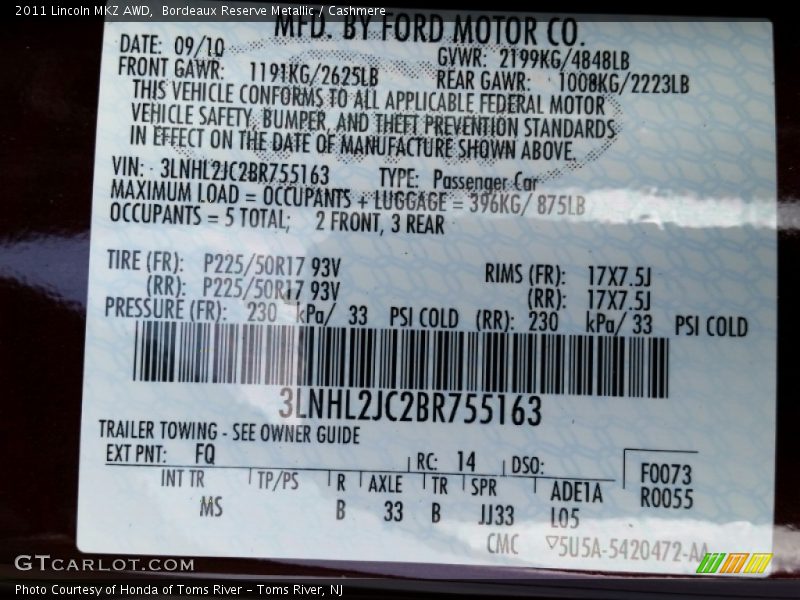 2011 Lincoln MKZ AWD, Bordeaux Reserve Metallic / Cashmere
MFD. BY FORD MOTOR CO.
DATE: 09/10 GVWR: 2199KG/4848LB
FRONT GAWR: 1191KG/2625LB REAR GAWR: 1008KG/2223LB
THIS VEHICLE CONFORMS TO ALL APPLICABLE FEDERAL MOTOR
VEHICLE SAFETY, BUMPER, AND THEFT PREVENTION STANDARDS
IN EFFECT ON THE DATE OF MANUFACTURE SHOWN ABOVE.
VIN: 3LNHL2JC2BR755163 TYPE: Passenger Car
MAXIMUM LOAD = OCCUPANTS + LUGGAGE = 396KG/ 875LB
OCCUPANTS = 5 TOTAL; 2 FRONT, 3 REAR
TIRE (FR): P225/50R17 93V RIMS (FR): 17X7.5J
(RR): P225/50R17 93V (RR): 17X7.5J
PRESSURE (FR): 230 kPa/ 33 PSI COLD (RR): 230 kPa/ 33 PSI COLD
3LNHL2JC2BR755163
TRAILER TOWING - SEE OWNER GUIDE
EXT PNT: FQ RC: 14 DSO: F0073
INT TR TP/PS R AXLE TR SPR ADE1A R0055
MS B 33 B JJ33 L05
CMC ▽5U5A-5420472-AA
GTCARLOT.COM
Photo Courtesy of Honda of Toms River – Toms River, NJ